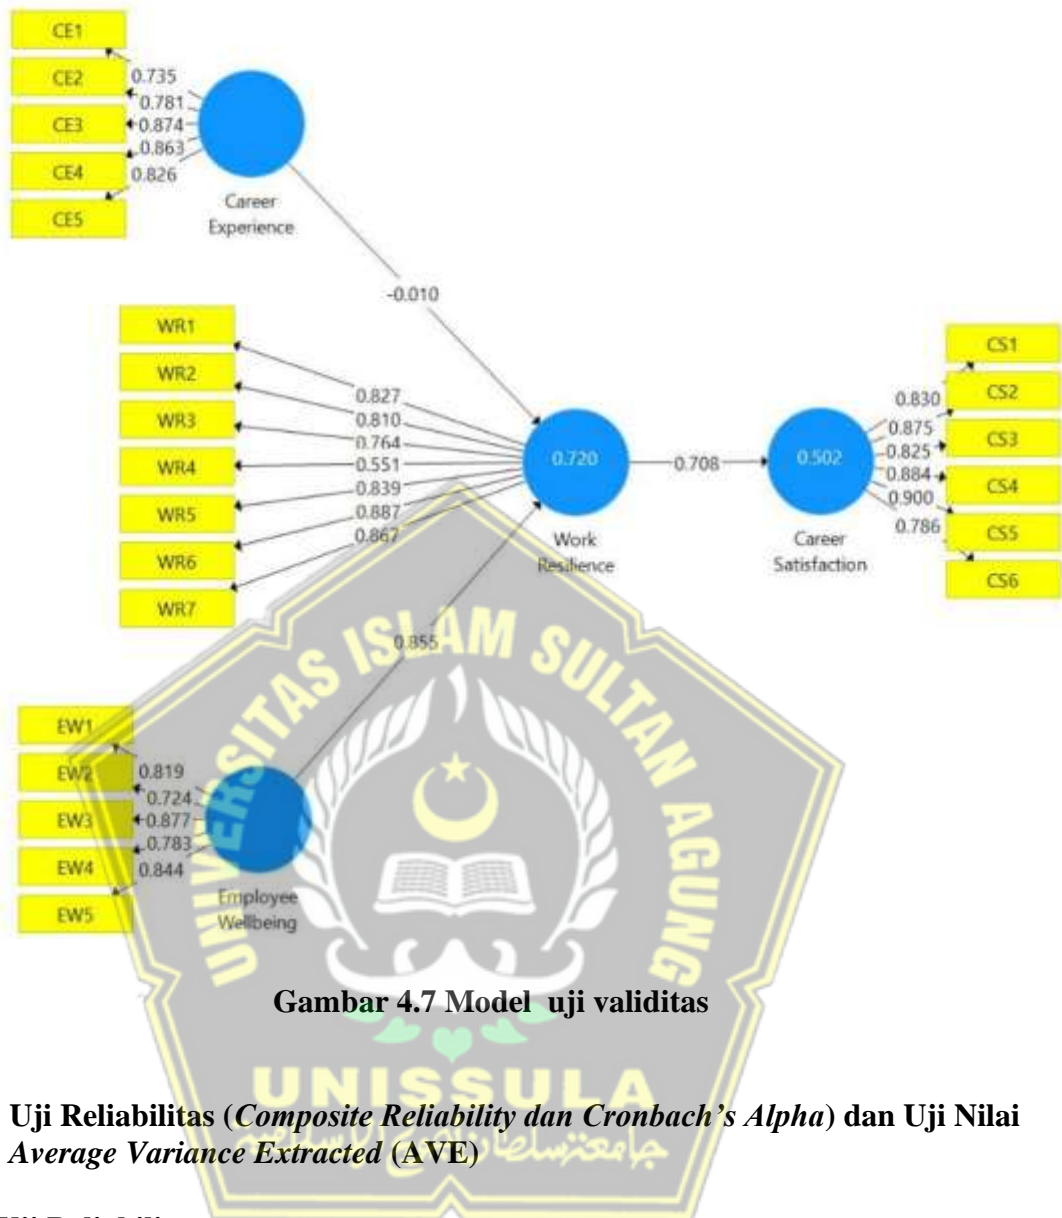 CE1
CE2
CE3
CE4
CE5
0.735
0.781
0.874
0.863
0.826
Career
Experience
-0.010
WR1
WR2
WR3
WR4
WR5
WR6
WR7
0.827
0.810
0.764
0.551
0.839
0.887
0.867
0.720
Work
Resilience
0.708
0.502
Career
Satisfaction
0.830
0.875
0.825
0.884
0.900
0.786
CS1
CS2
CS3
CS4
CS5
CS6
0.855
EW1
EW2
EW3
EW4
EW5
0.819
0.724
0.877
0.783
0.844
Employee
Wellbeing
UNIVERSITAS ISLAM SULTAN AGUNG
Gambar 4.7 Model uji validitas
UNISSULA
Uji Reliabilitas (Composite Reliability dan Cronbach's Alpha) dan Uji Nilai
Average Variance Extracted (AVE)